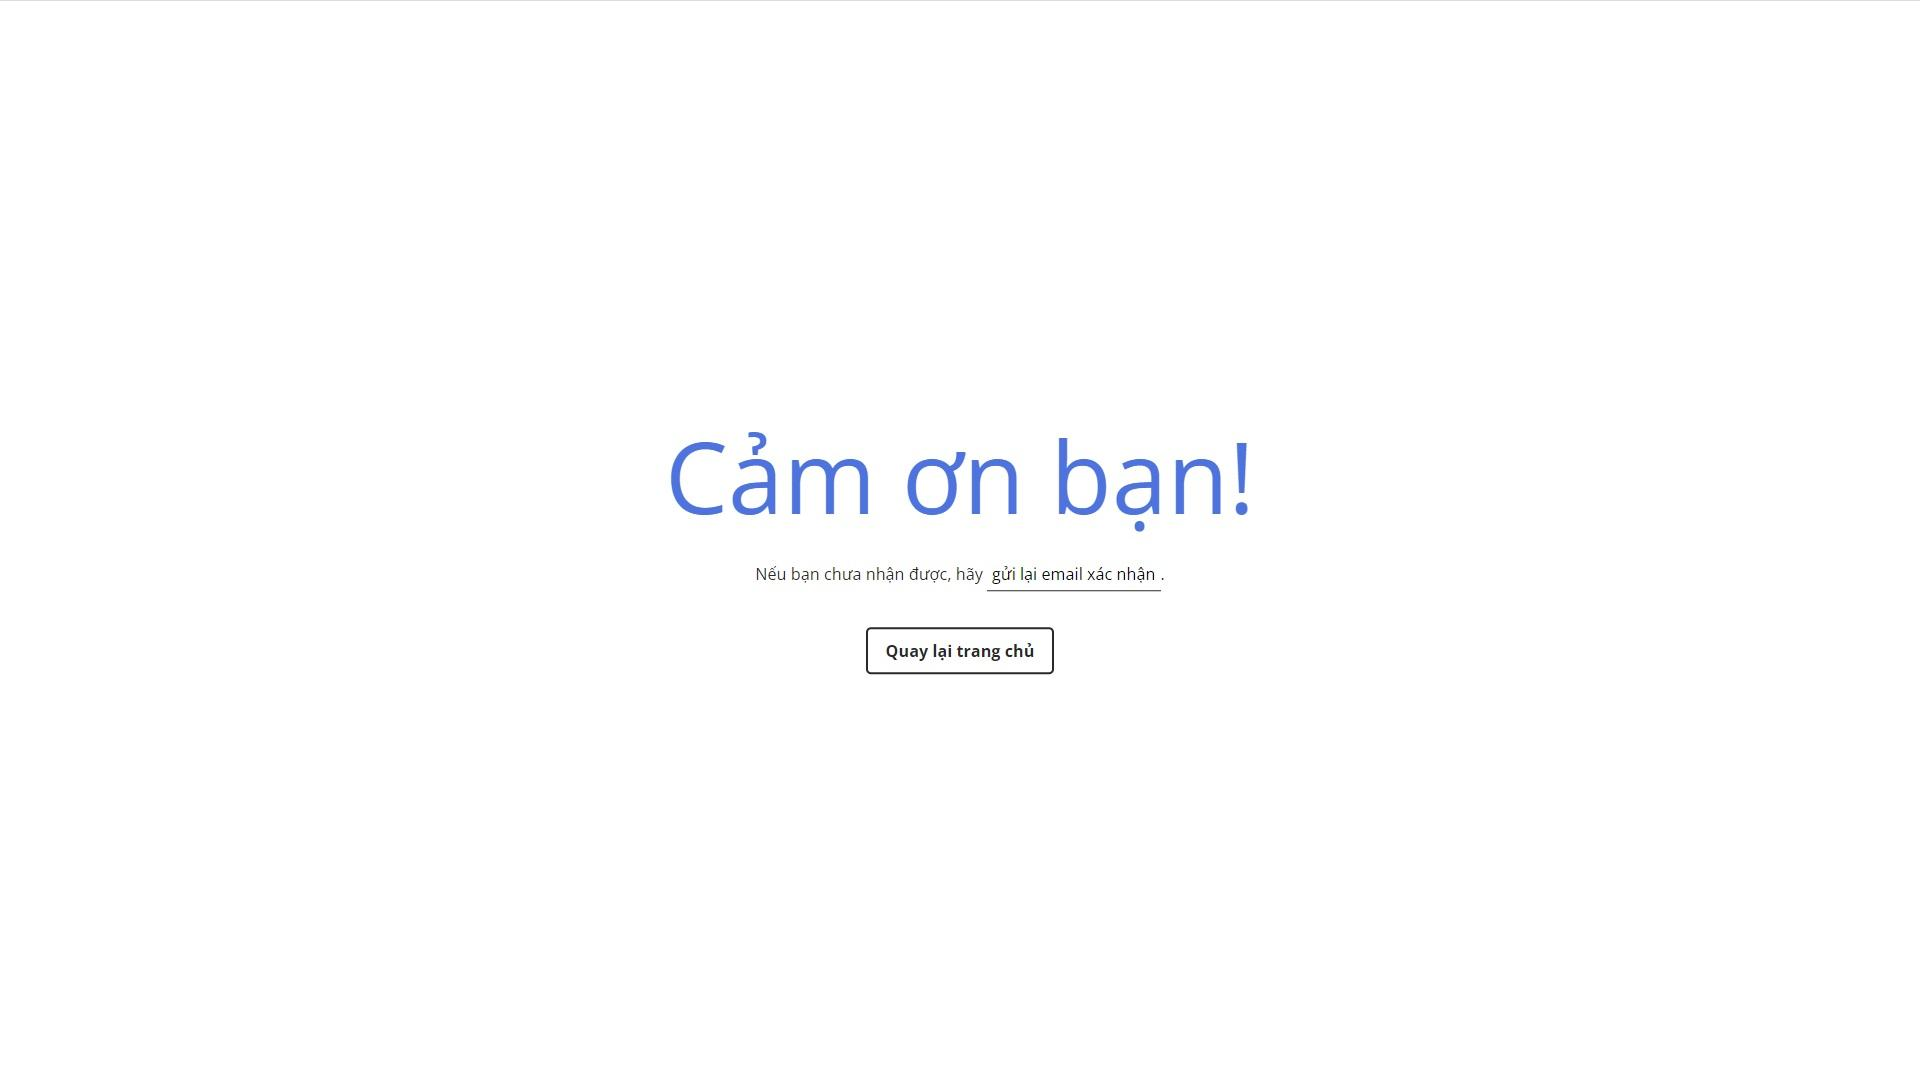 Cảm ơn bạn!
Nếu bạn chưa nhận được, hãy gửi lại email xác nhận .
Quay lại trang chủ